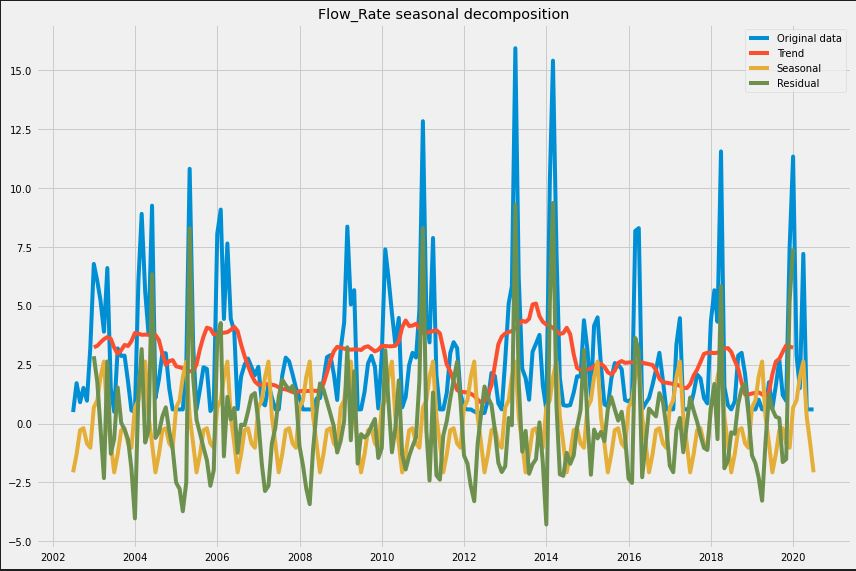 Flow_Rate seasonal decomposition
Original data
Trend
Seasonal
Residual
15.0
12.5
10.0
7.5
5.0
2.5
0.0
−2.5
−5.0
2002 2004 2006 2008 2010 2012 2014 2016 2018 2020